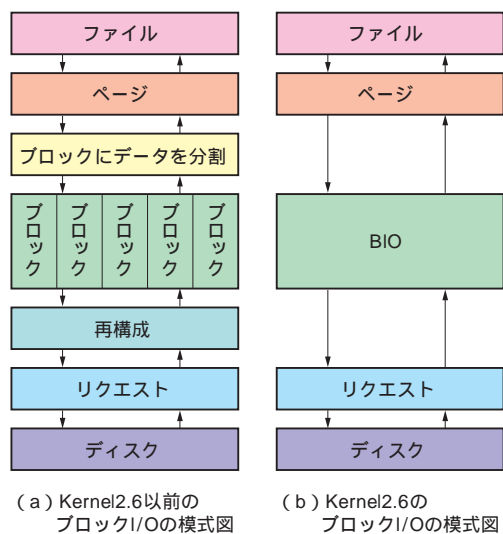 ファイル
ページ
ブロックにデータを分割
ブロック
ブロック
ブロック
ブロック
ブロック
再構成
リクエスト
ディスク
(a)Kernel2.6以前の
ブロックI/Oの模式図
ファイル
ページ
BIO
リクエスト
ディスク
(b)Kernel2.6の
ブロックI/Oの模式図